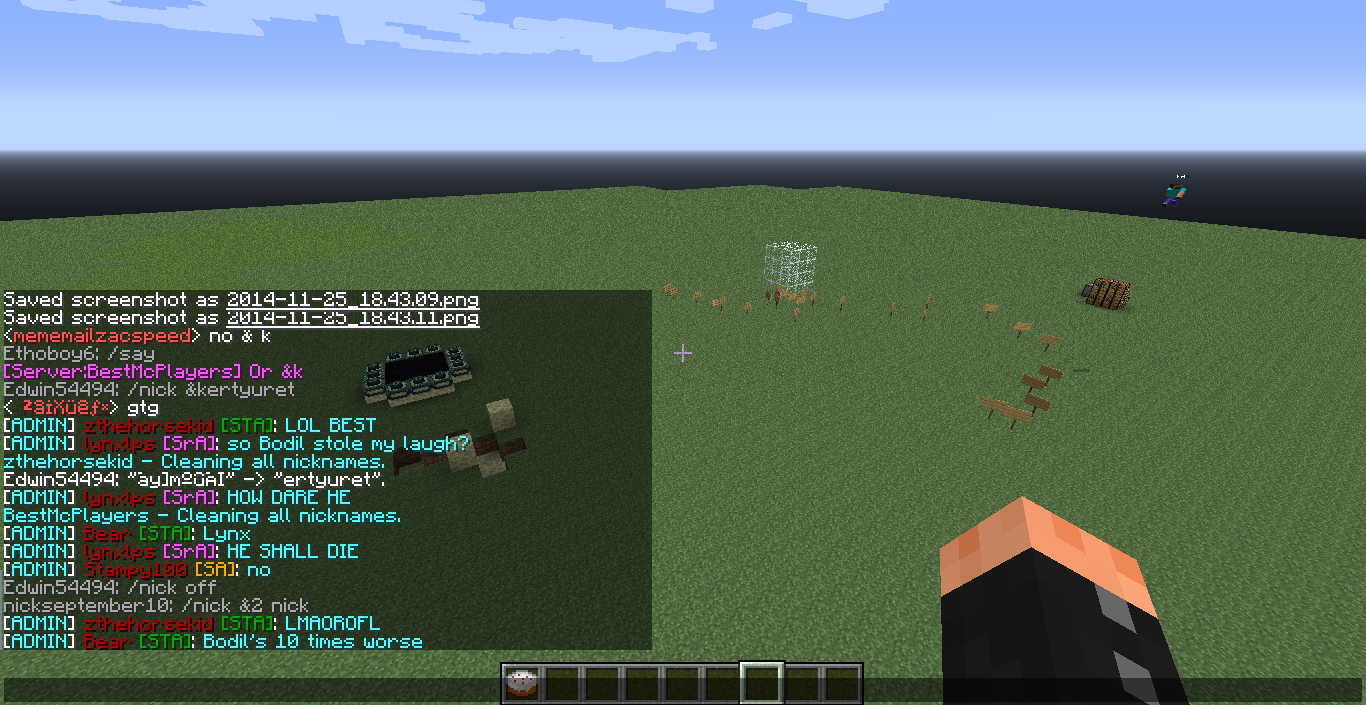 Saved screenshot as 2014-11-25_18.43.09.png
Saved screenshot as 2014-11-25_18.43.11.png
<mememailzacspeed> no & k
Ethoboy6: /say
[Server:BestMcPlayers] Or &k
Edwin54494: /nick &kertyuret
> gtg
[ADMIN] zthehorsekid [STA]: LOL BEST
[ADMIN] lynxlps [SrA]: so Bodil stole my laugh?
zthehorsekid - Cleaning all nicknames.
Edwin54494: -> "ertyuret".
[ADMIN] lynxlps [SrA]: HOW DARE HE
BestMcPlayers - Cleaning all nicknames.
[ADMIN] Bear [STA]: Lynx
[ADMIN] lynxlps [SrA]: HE SHALL DIE
[ADMIN] Stampy100 [SA]: no
Edwin54494: /nick off
nickseptember10: /nick &2 nick
[ADMIN] zthehorsekid [STA]: LMAOROFL
[ADMIN] Bear [STA]: Bodil's 10 times worse